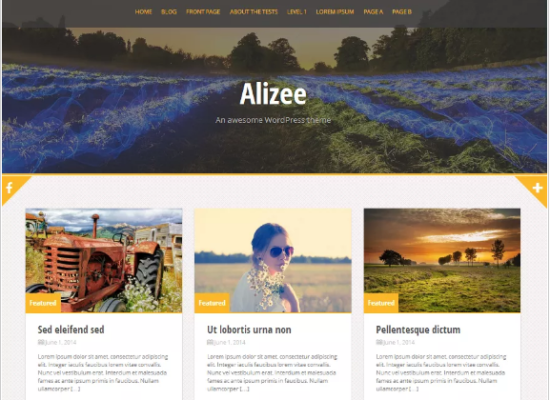 HOME BLOG FRONT PAGE ABOUT THE TESTS LEVEL 1 LOREM IPSUM PAGE A PAGE B
Alizee
An awesome WordPress theme
Featured
Featured
Featured
Sed eleifend sed
Ut lobortis urna non
Pellentesque dictum
June 1, 2014
June 1, 2014
June 1, 2014
Lorem ipsum dolor sit amet, consectetur adipiscing
elit. Integer iaculis faucibus lorem vitae cursus.
Nunc vel vestibulum erat. Interdum et malesuada
fames ac ante ipsum primis in faucibus. Nullam
ullamcorper […]
Lorem ipsum dolor sit amet, consectetur adipiscing
elit. Integer iaculis faucibus lorem vitae cursus.
Nunc vel vestibulum erat. Interdum et malesuada
fames ac ante ipsum primis in faucibus. Nullam
ullamcorper […]
Lorem ipsum dolor sit amet, consectetur adipiscing
elit. Integer iaculis faucibus lorem vitae cursus.
Nunc vel vestibulum erat. Interdum et malesuada
fames ac ante ipsum primis in faucibus. Nullam
ullamcorper […]